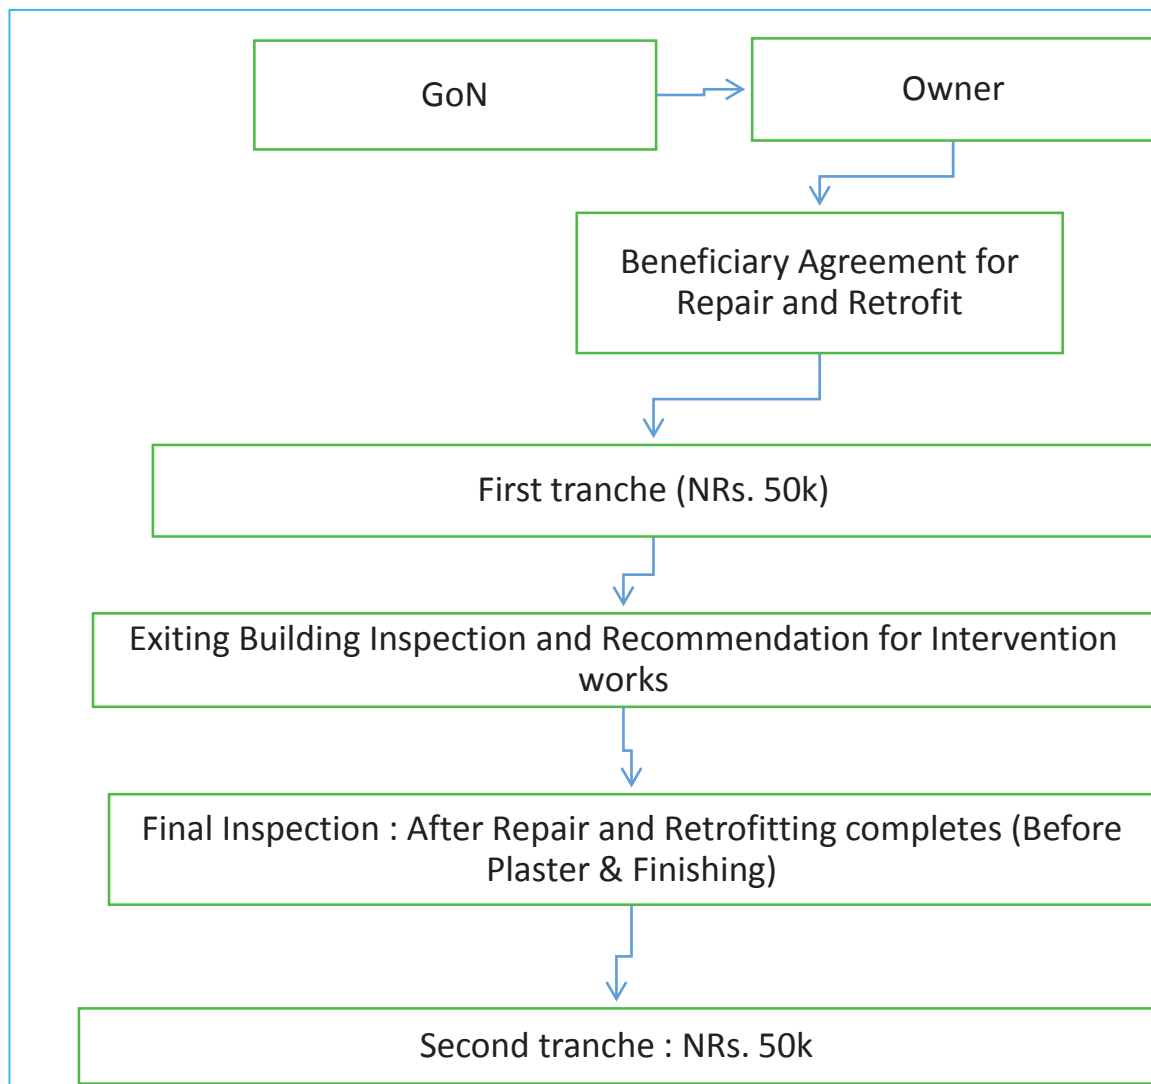 GoN
Owner
Beneficiary Agreement for
Repair and Retrofit
First tranche (NRs. 50k)
Exiting Building Inspection and Recommendation for Intervention
works
Final Inspection : After Repair and Retrofitting completes (Before
Plaster & Finishing)
Second tranche : NRs. 50k